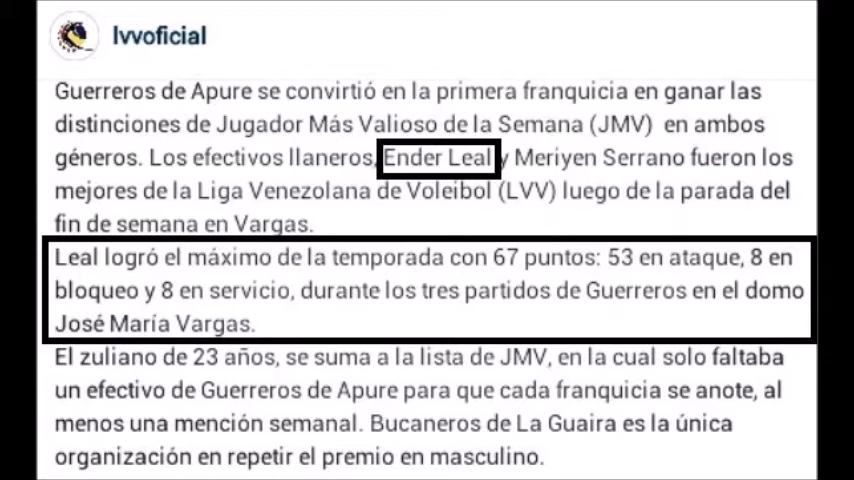 lvvoficial
Guerreros de Apure se convirtió en la primera franquicia en ganar las
distinciones de Jugador Más Valioso de la Semana (JMV) en ambos
géneros. Los efectivos llaneros, Ender Leal y Meriyen Serrano fueron los
mejores de la Liga Venezolana de Voleibol (LVV) luego de la parada del
fin de semana en Vargas.
Leal logró el máximo de la temporada con 67 puntos: 53 en ataque, 8 en
bloqueo y 8 en servicio, durante los tres partidos de Guerreros en el domo
José María Vargas.
El zuliano de 23 años, se suma a la lista de JMV, en la cual solo faltaba
un efectivo de Guerreros de Apure para que cada franquicia se anote, al
menos una mención semanal. Bucaneros de La Guaira es la única
organización en repetir el premio en masculino.